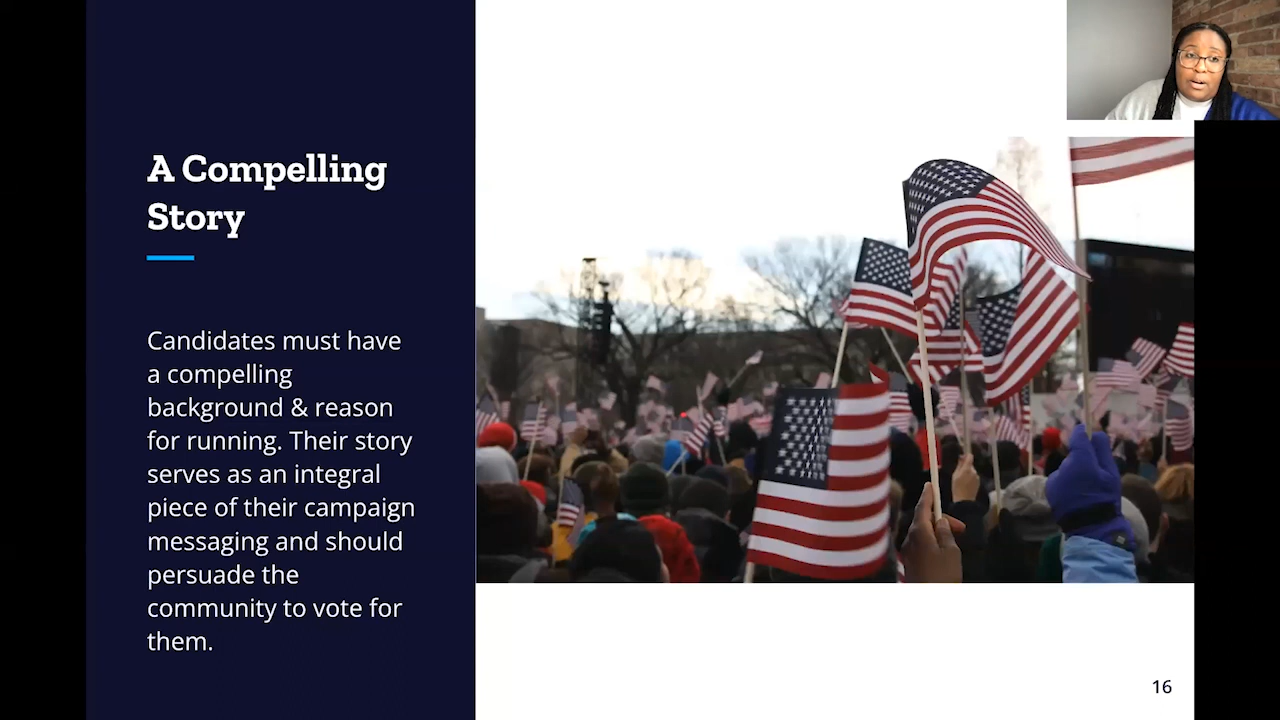 A Compelling
Story
Candidates must have
a compelling
background & reason
for running. Their story
serves as an integral
piece of their campaign
messaging and should
persuade the
community to vote for
them.
16